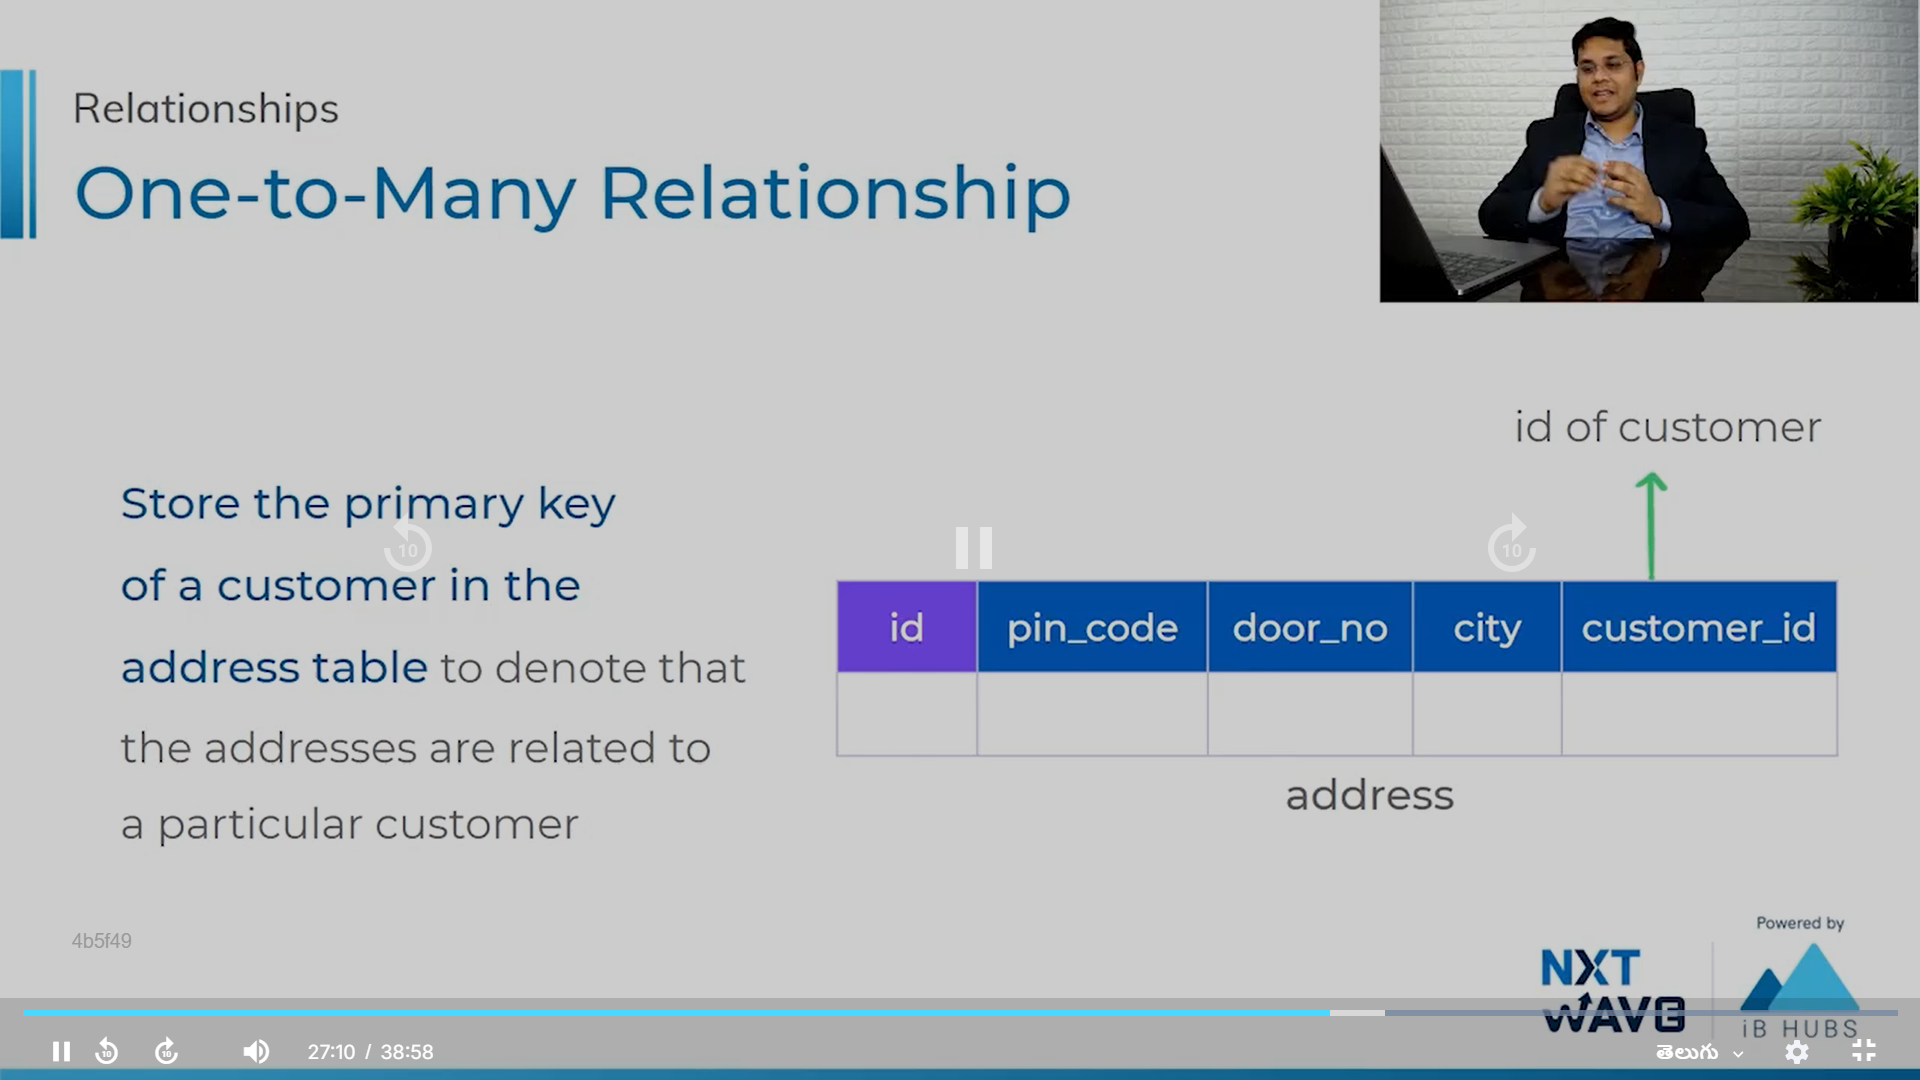 Relationships
One-to-Many Relationship
id of customer
Store the primary key
of a customer in the
address table to denote that
the addresses are related to
a particular customer
id pin_code door_no city customer_id
address
4b5f49
Powered by
NXT
WAVE
iB HUBS
10
10
10 10 27:10 / 38:58 తెలుగు